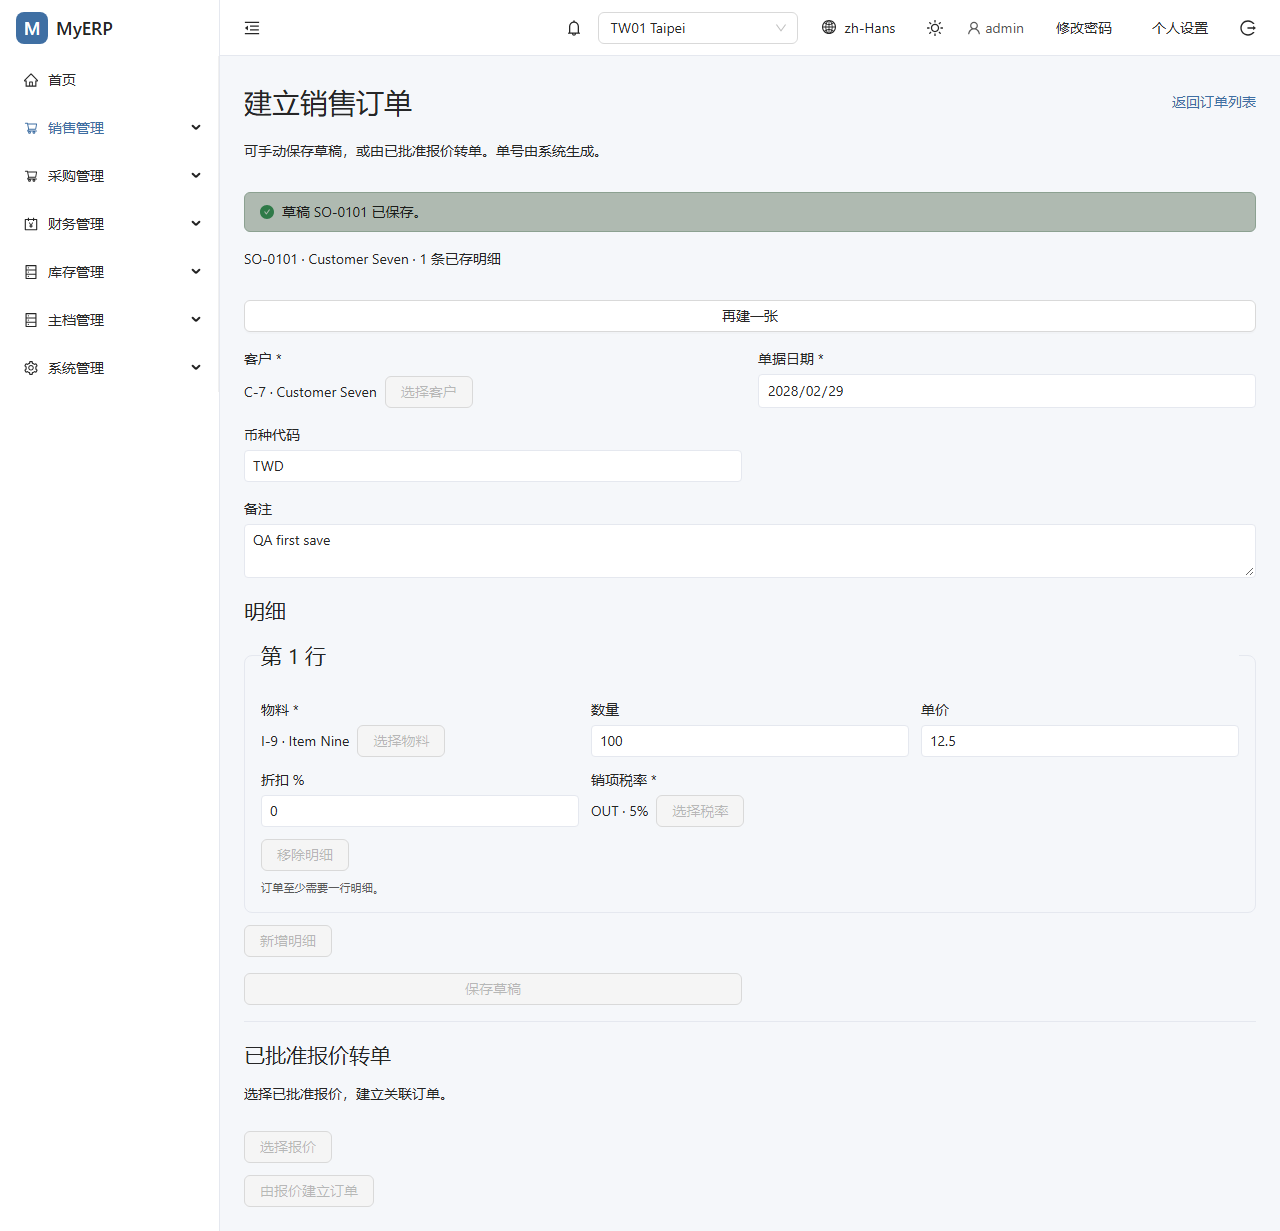 M MyERP
TW01 Taipei
zh-Hans
admin
修改密码
个人设置
首页
销售管理
采购管理
财务管理
库存管理
主档管理
系统管理
建立销售订单
返回订单列表
可手动保存草稿，或由已批准报价转单。单号由系统生成。
草稿 SO-0101 已保存。
SO-0101 · Customer Seven · 1 条已存明细
再建一张
客户 *
C-7 · Customer Seven 选择客户
单据日期 *
2028/02/29
币种代码
TWD
备注
QA first save
明细
第 1 行
物料 *
I-9 · Item Nine 选择物料
数量
100
单价
12.5
折扣 %
0
销项税率 *
OUT · 5% 选择税率
移除明细
订单至少需要一行明细。
新增明细
保存草稿
已批准报价转单
选择已批准报价，建立关联订单。
选择报价
由报价建立订单